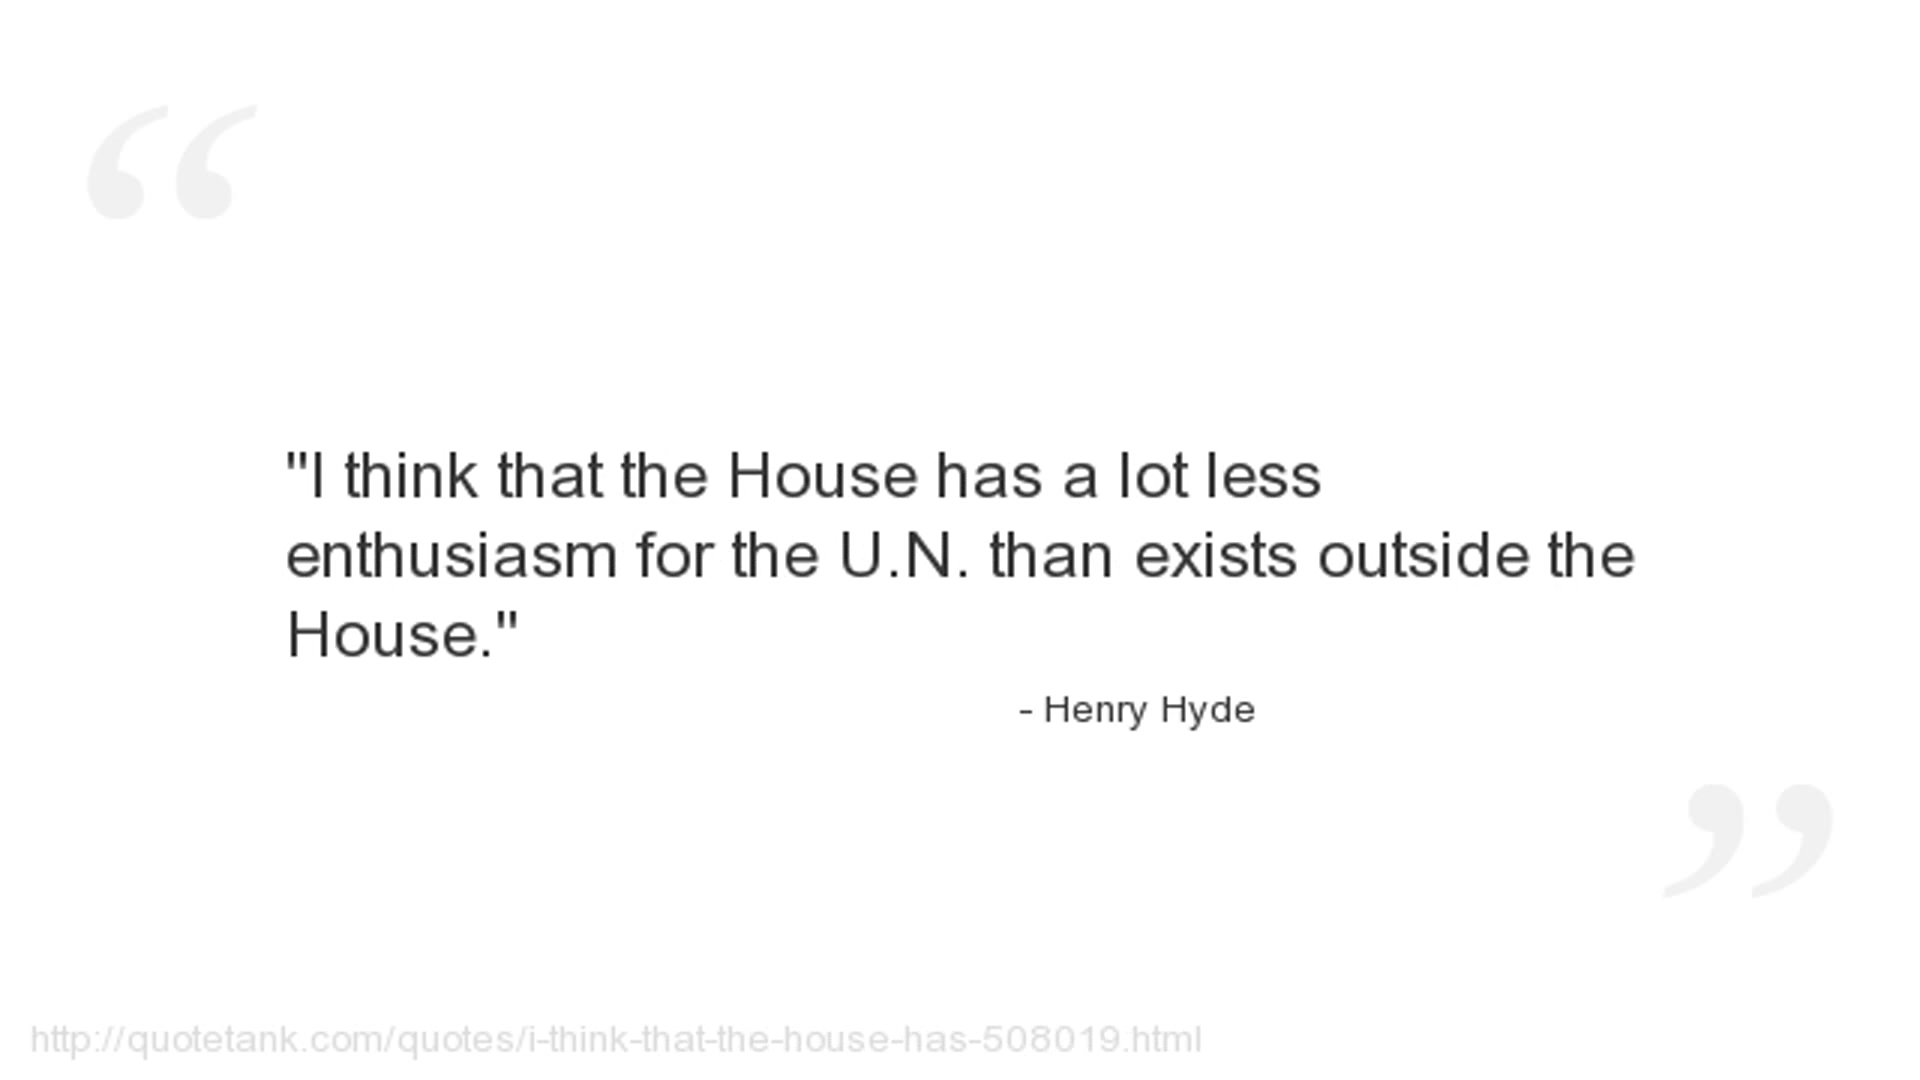 "I think that the House has a lot less
enthusiasm for the U.N. than exists outside the
House."
- Henry Hyde
http://quotetank.com/quotes/i-think-that-the-house-has-508019.html